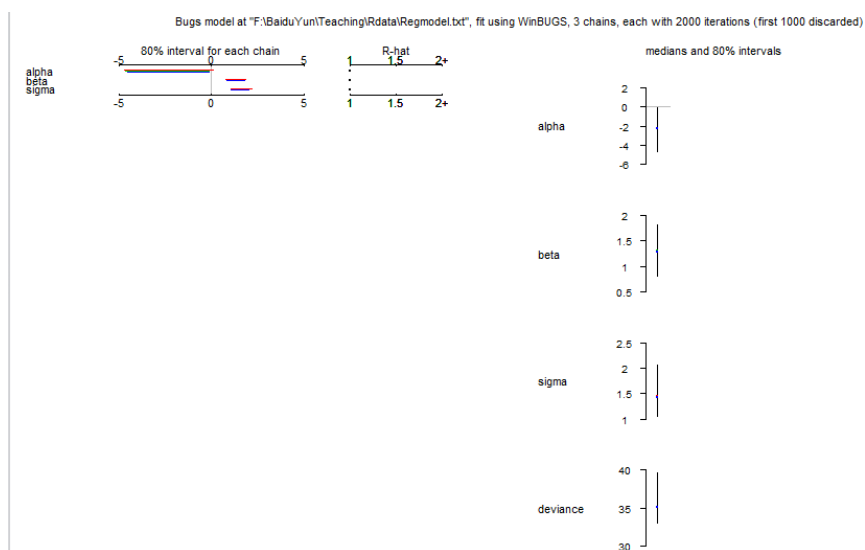 Bugs model at "F:\BaiduYun\Teaching\Rdata\Regmodel.txt", fit using WinBUGS, 3 chains, each with 2000 iterations (first 1000 discarded)
80% interval for each chain R-hat medians and 80% intervals
-5 0 5 1 1.5 2+
alpha
beta
sigma
-5 0 5 1 1.5 2+
alpha
2
0
-2
-4
-6
beta
2
1.5
1
0.5
sigma
2.5
2
1.5
1
deviance
40
35
30